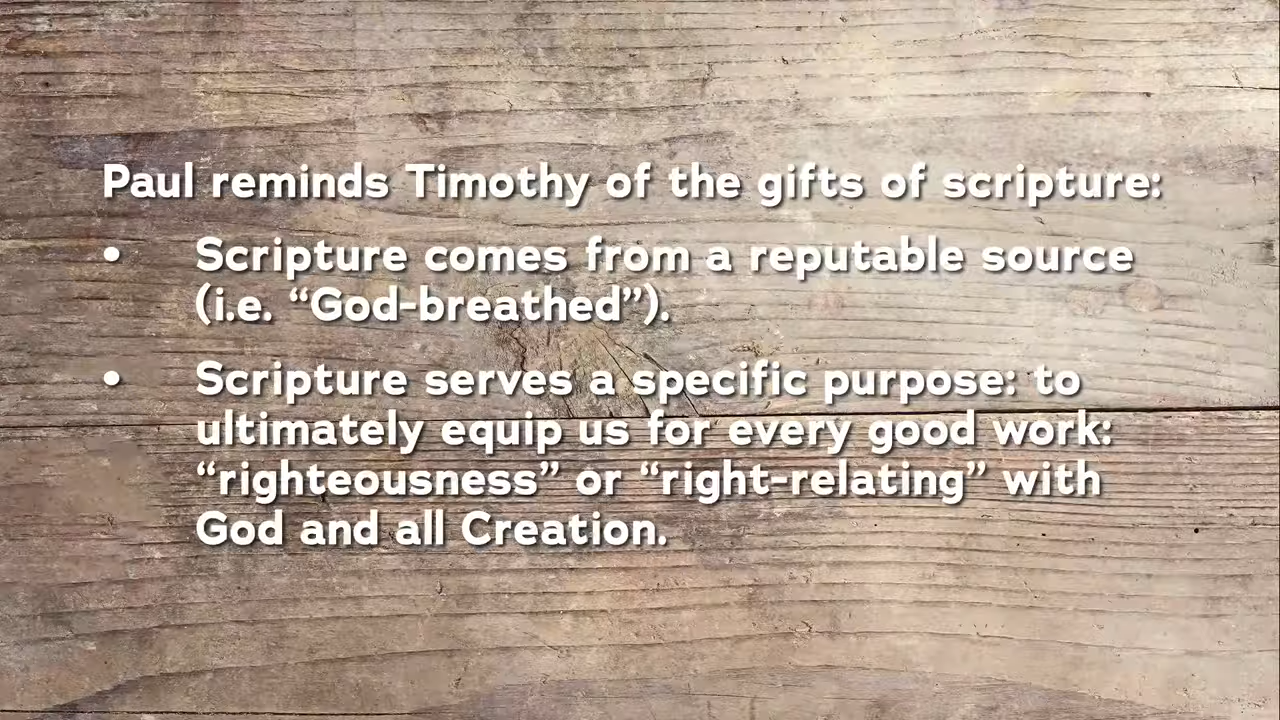 Paul reminds Timothy of the gifts of scripture:
• Scripture comes from a reputable source
(i.e. “God-breathed”).
• Scripture serves a specific purpose: to
ultimately equip us for every good work:
“righteousness” or “right-relating” with
God and all Creation.